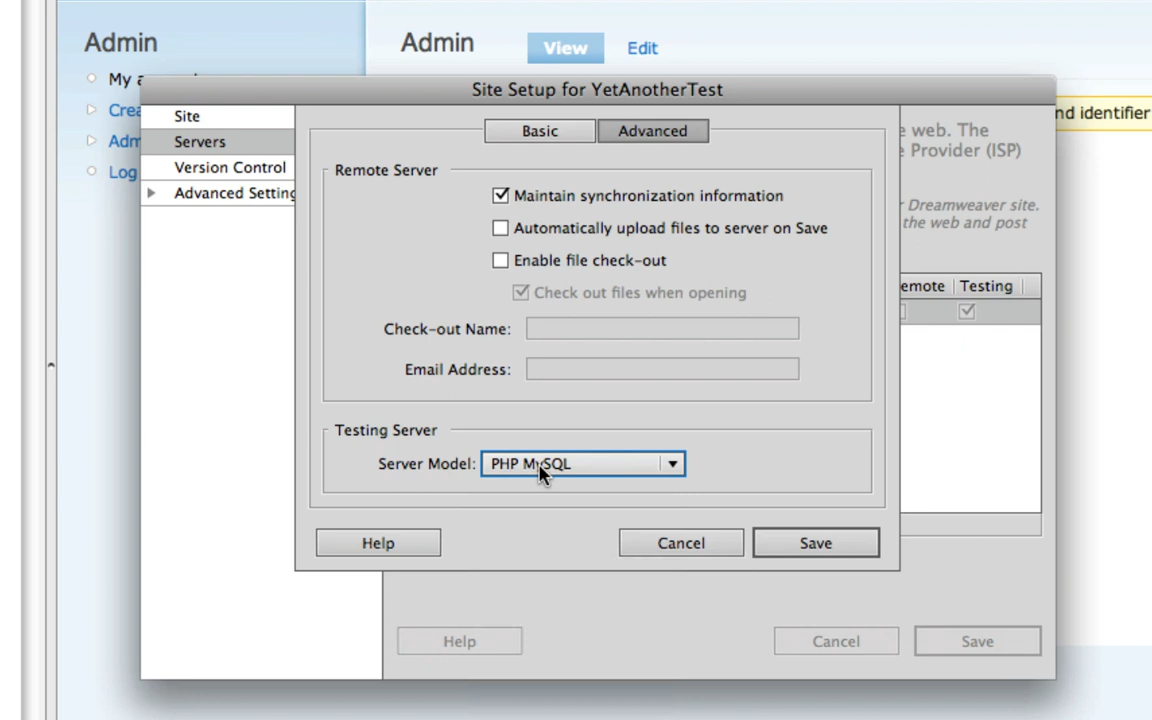 Admin
Admin
View
Edit
My a
Site Setup for YetAnotherTest
Crea
Adm
Log
nd identifier
Site
Servers
Version Control
Advanced Setting
Basic
Advanced
e web. The
e Provider (ISP)
r Dreamweaver site.
the web and post
Remote Server
Maintain synchronization information
Automatically upload files to server on Save
Enable file check-out
Check out files when opening
Check-out Name:
Email Address:
emote
Testing
Testing Server
Server Model:
PHP MySQL
Help
Cancel
Save
Help
Cancel
Save